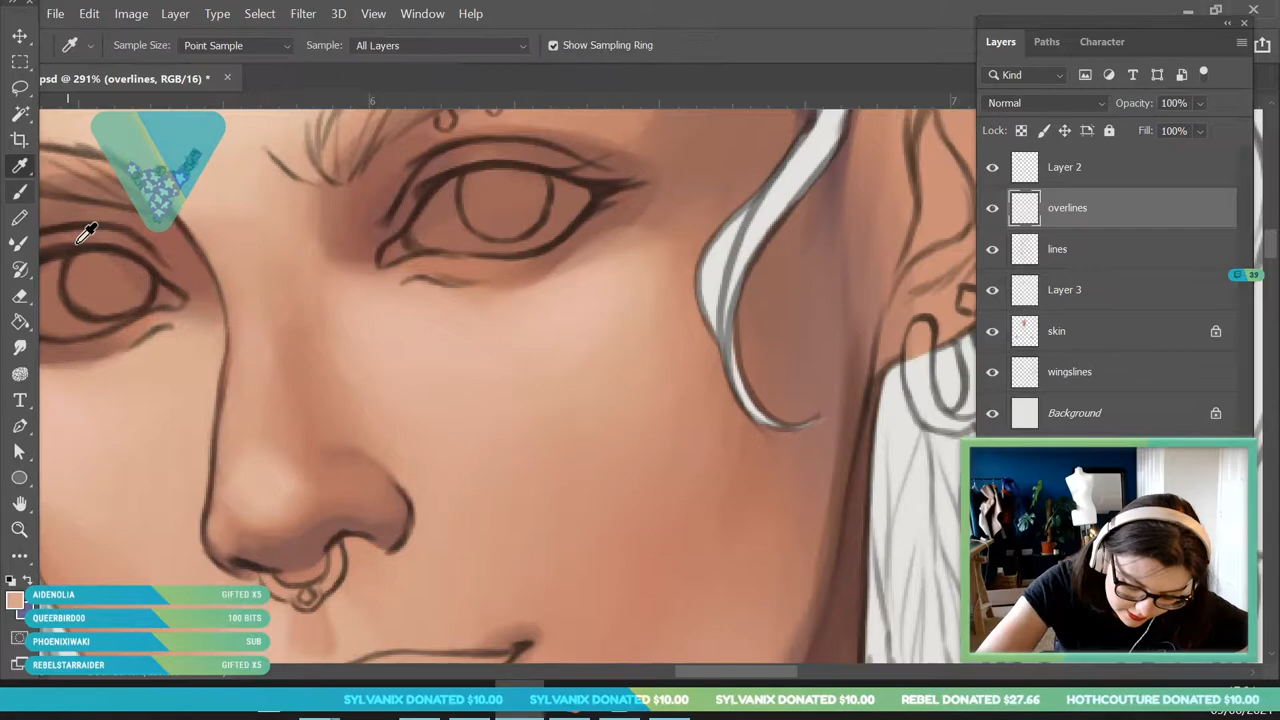 File Edit Image Layer Type Select Filter 3D View Window Help
Sample Size: Point Sample Sample: All Layers Show Sampling Ring
psd @ 291% (overlines, RGB/16) *
6 7
Layers Paths Character
Kind
Normal Opacity: 100%
Lock: Fill: 100%
Layer 2
overlines
lines
39
Layer 3
skin
wingslines
Background
AIDENOLIA GIFTED X5
QUEERBIRD00 100 BITS
PHOENIXIWAKI SUB
REBELSTARRAIDER GIFTED X5
SYLVANIX DONATED $10.00 SYLVANIX DONATED $10.00 SYLVANIX DONATED $10.00 REBEL DONATED $27.66 HOTHCOUTURE DONATED $10.00